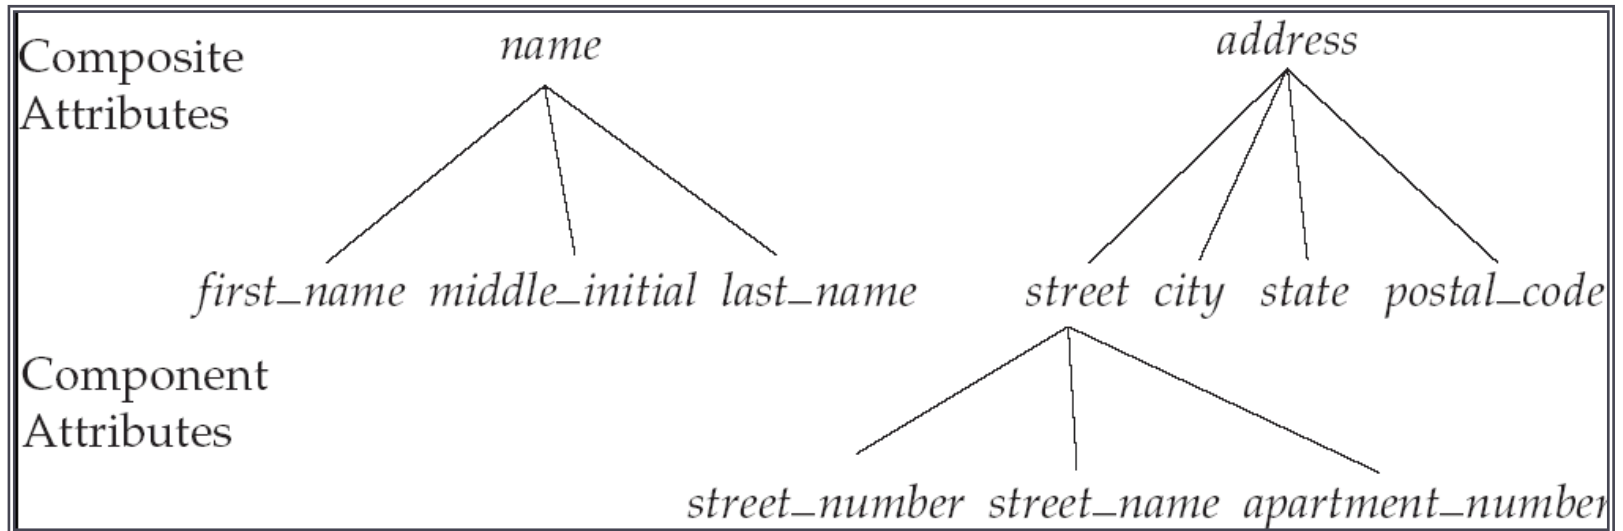 Composite
Attributes
name
address
first_name middle_initial last_name
street city state postal_code
Component
Attributes
street_number street_name apartment_number